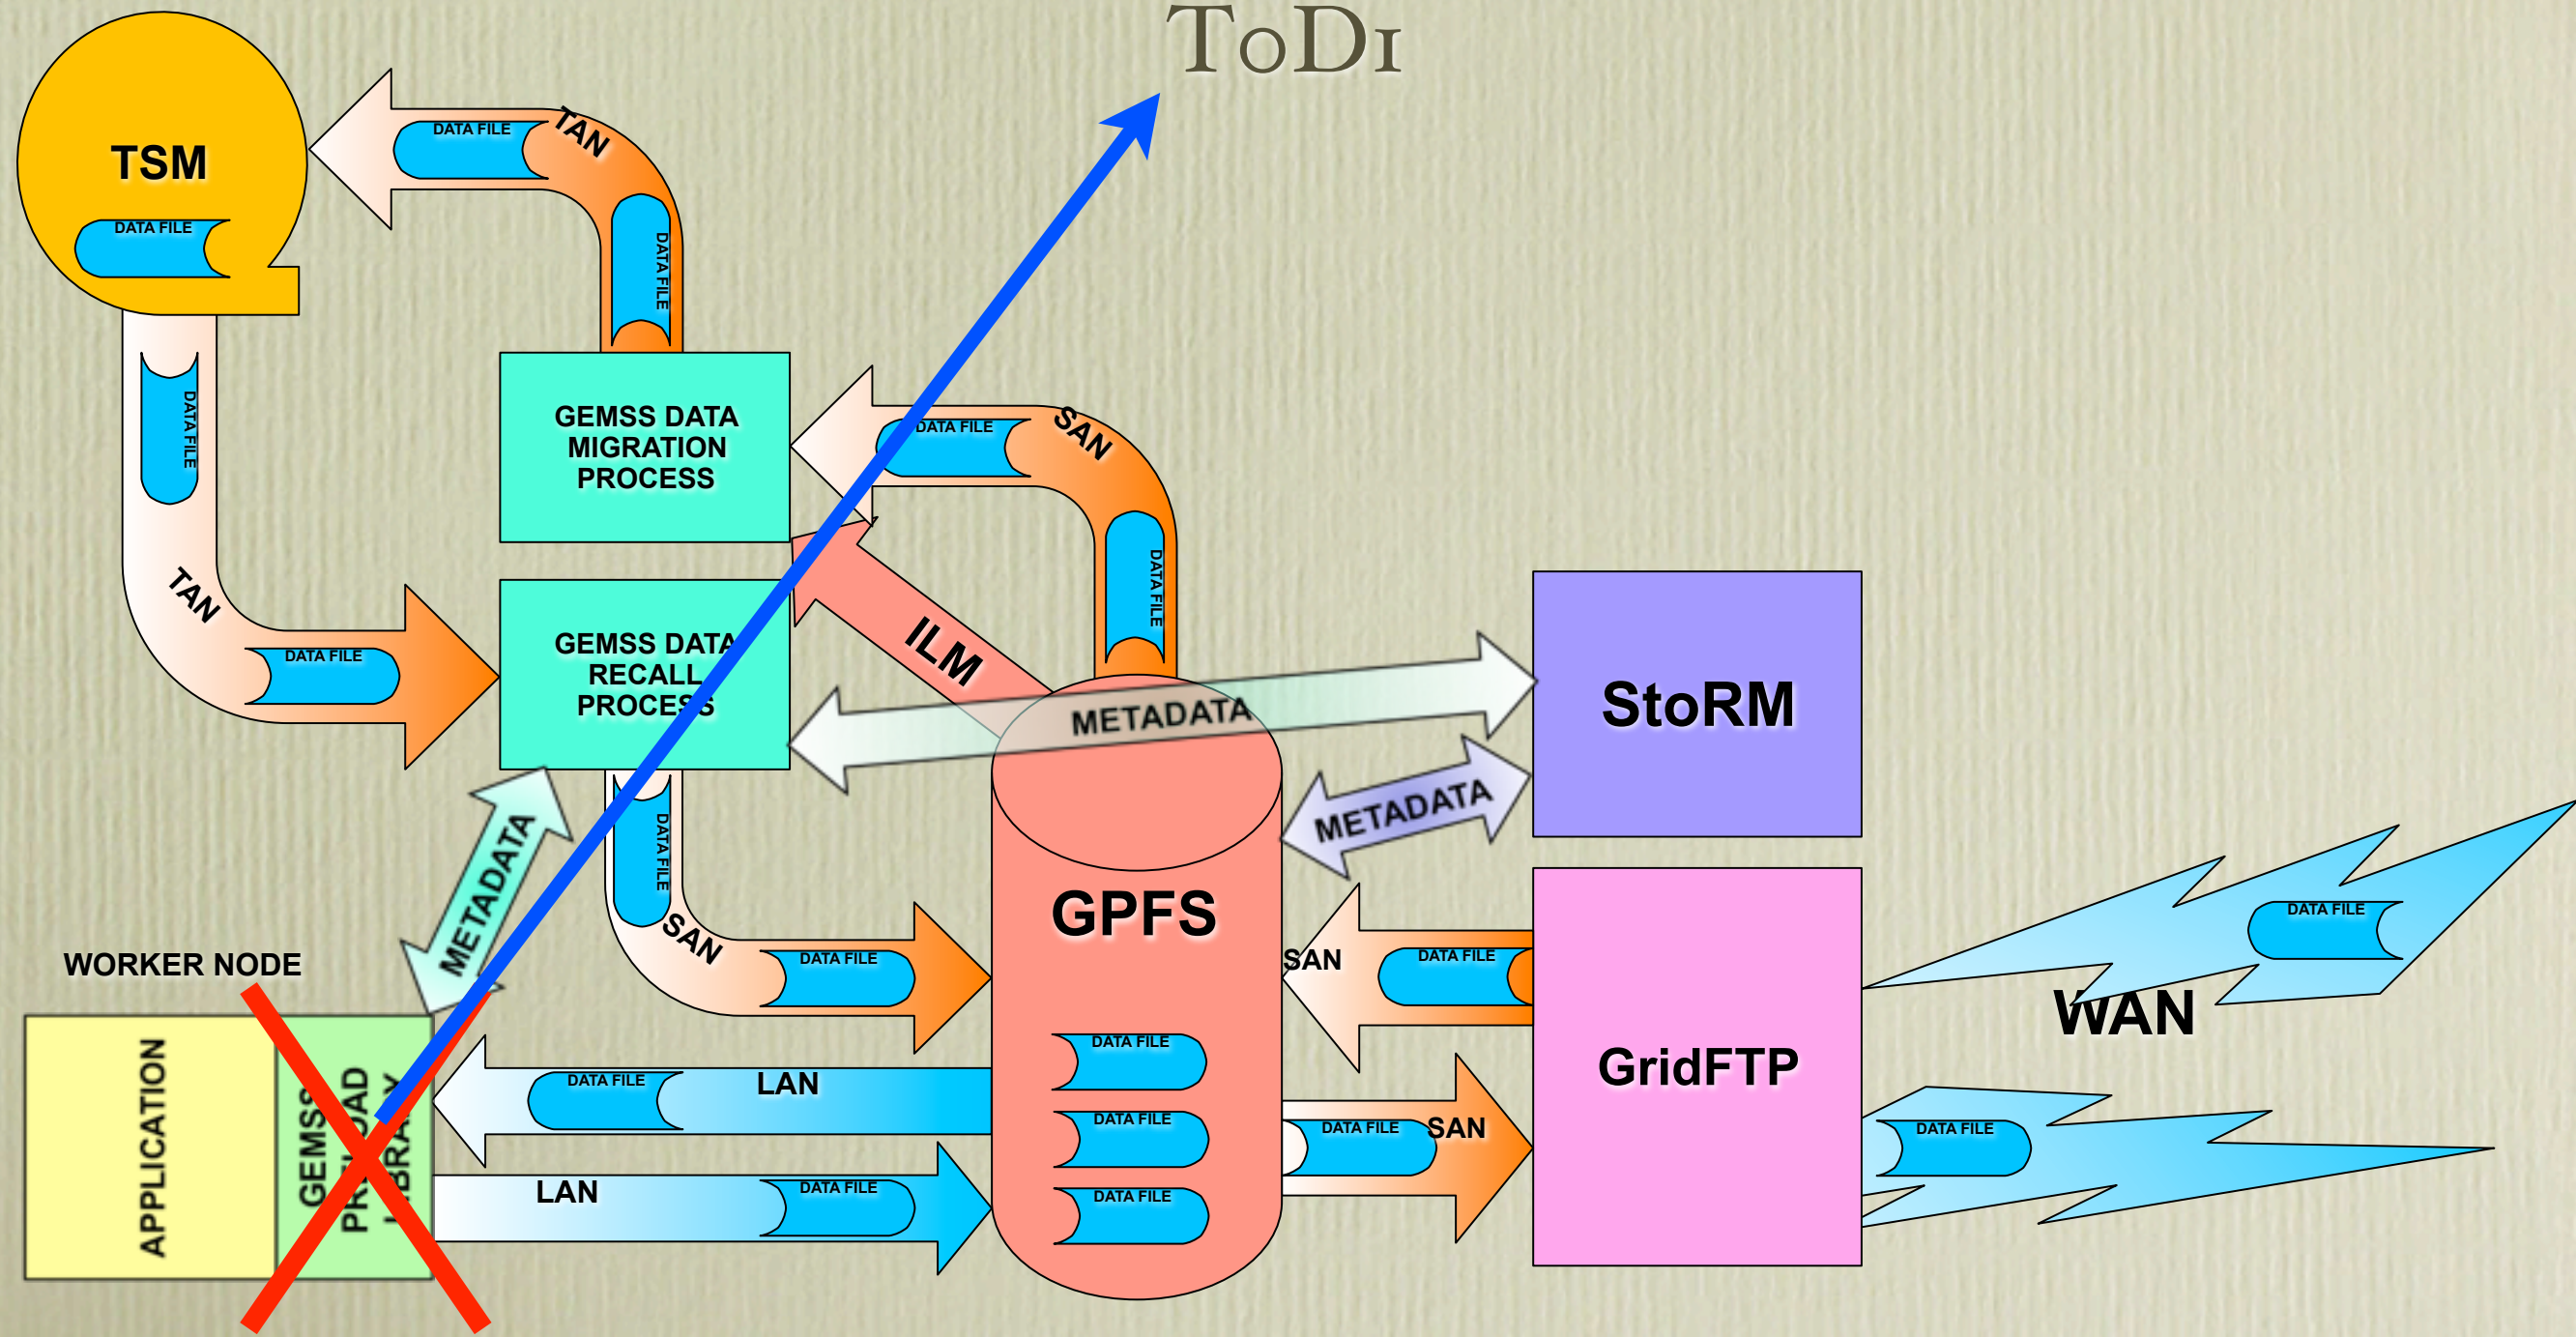 ToDi
TSM
DATA FILE
DATA FILE
TAN
DATA FILE
DATA FILE
TAN
DATA FILE
GEMSS DATA
MIGRATION
PROCESS
DATA FILE
SAN
DATA FILE
GEMSS DATA
RECALL
PROCESS
ILM
METADATA
StoRM
METADATA
METADATA
DATA FILE
SAN
DATA FILE
GPFS
SAN
DATA FILE
DATA FILE
WAN
WORKER NODE
APPLICATION
GEMSS
PRELOAD
LIBRARY
DATA FILE
LAN
LAN
DATA FILE
DATA FILE
DATA FILE
DATA FILE
GridFTP
DATA FILE
SAN
DATA FILE